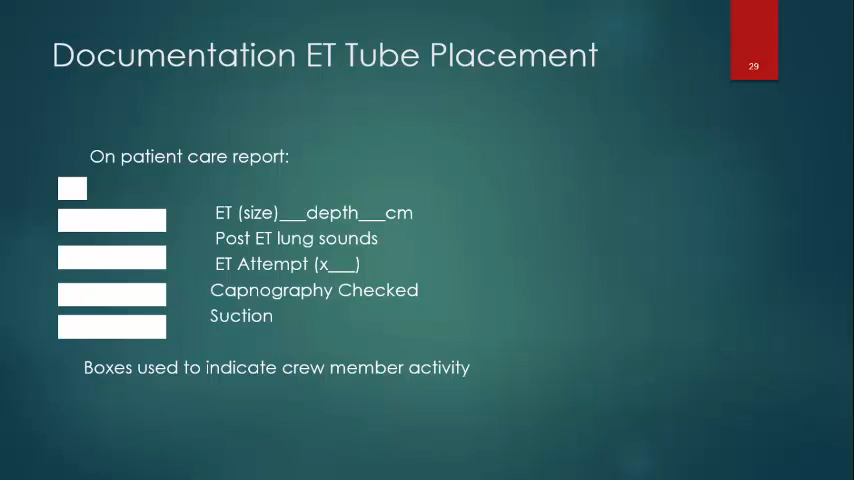 Documentation ET Tube Placement
29
On patient care report:
ET (size)___depth___cm
Post ET lung sounds
ET Attempt (x___)
Capnography Checked
Suction
Boxes used to indicate crew member activity